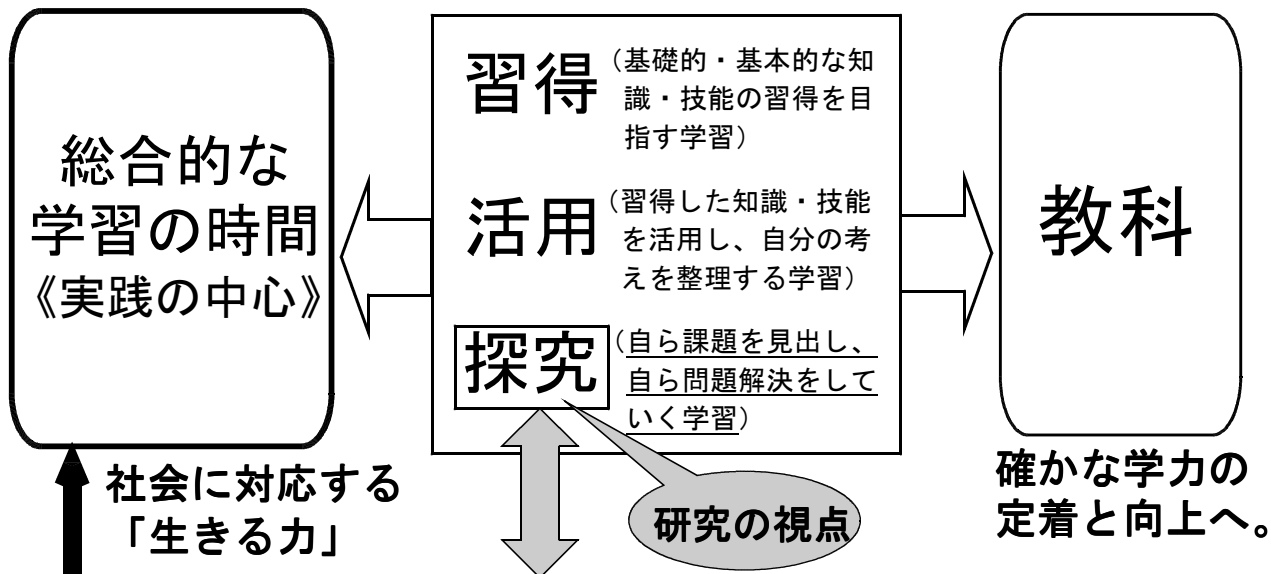 総合的な
学習の時間
《実践の中心》
習得
（基礎的・基本的な知
識・技能の習得を目
指す学習）
活用
（習得した知識・技能
を活用し、自分の考
えを整理する学習）
探究
（自ら課題を見出し、
自ら問題解決をして
いく学習）
教科
社会に対応する
「生きる力」
研究の視点
確かな学力の
定着と向上へ。